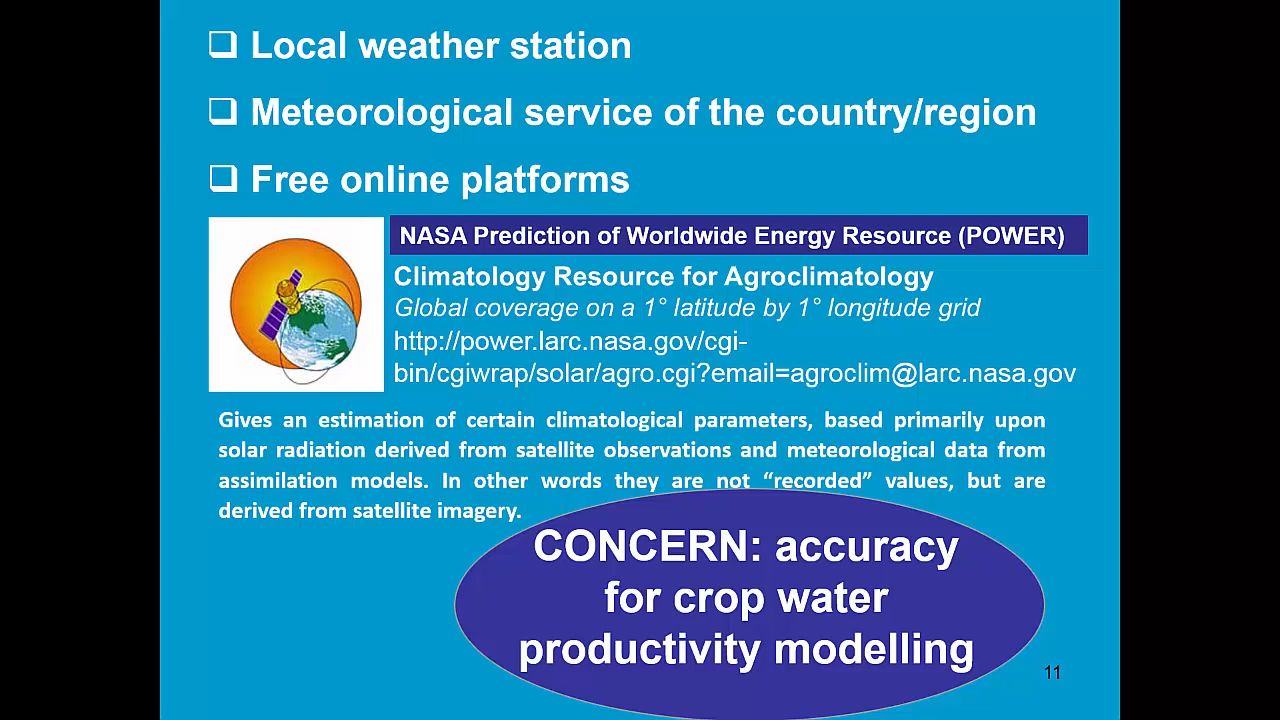 ❑ Local weather station
❑ Meteorological service of the country/region
❑ Free online platforms
NASA Prediction of Worldwide Energy Resource (POWER)
Climatology Resource for Agroclimatology
Global coverage on a 1° latitude by 1° longitude grid
http://power.larc.nasa.gov/cgi-
bin/cgiwrap/solar/agro.cgi?email=agroclim@larc.nasa.gov
Gives an estimation of certain climatological parameters, based primarily upon
solar radiation derived from satellite observations and meteorological data from
assimilation models. In other words they are not “recorded” values, but are
derived from satellite imagery.
CONCERN: accuracy
for crop water
productivity modelling
11